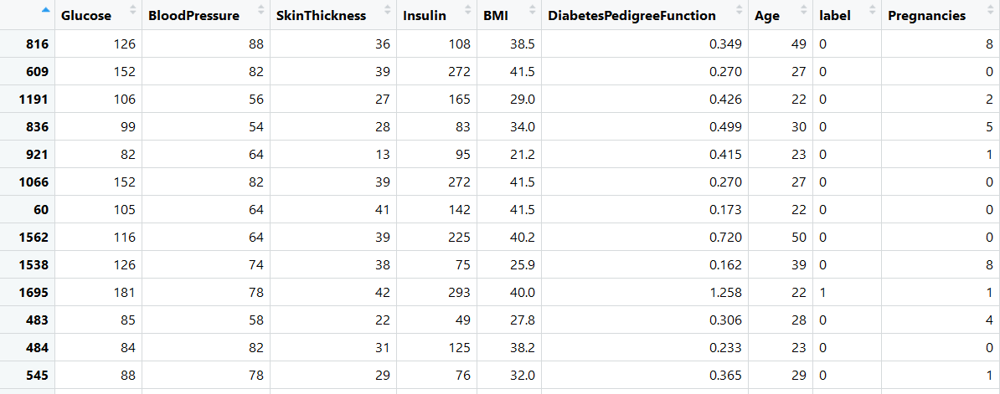 Glucose BloodPressure SkinThickness Insulin BMI DiabetesPedigreeFunction Age label Pregnancies
816 126 88 36 108 38.5 0.349 49 0 8
609 152 82 39 272 41.5 0.270 27 0 0
1191 106 56 27 165 29.0 0.426 22 0 2
836 99 54 28 83 34.0 0.499 30 0 5
921 82 64 13 95 21.2 0.415 23 0 1
1066 152 82 39 272 41.5 0.270 27 0 0
60 105 64 41 142 41.5 0.173 22 0 0
1562 116 64 39 225 40.2 0.720 50 0 0
1538 126 74 38 75 25.9 0.162 39 0 8
1695 181 78 42 293 40.0 1.258 22 1 1
483 85 58 22 49 27.8 0.306 28 0 4
484 84 82 31 125 38.2 0.233 23 0 0
545 88 78 29 76 32.0 0.365 29 0 1